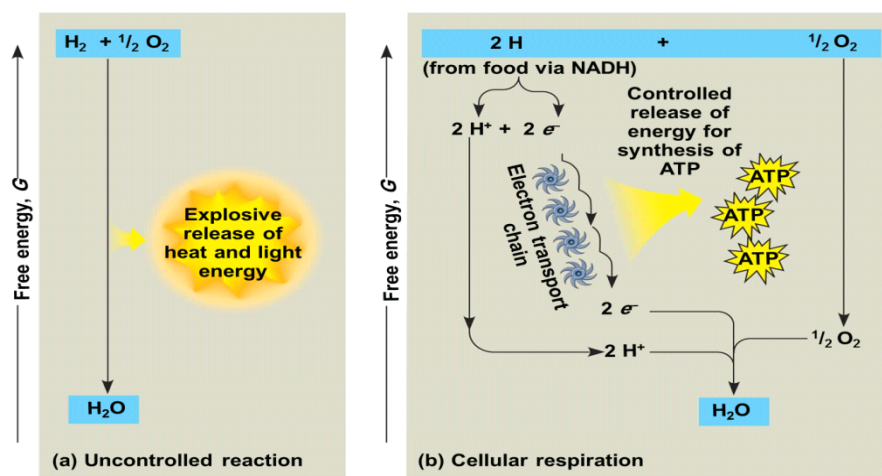 H₂ + ½ O₂
Free energy, G
Explosive
release of
heat and light
energy
H₂O
(a) Uncontrolled reaction
2 H + ½ O₂
(from food via NADH)
2 H⁺ + 2 e⁻
Controlled
release of
energy for
synthesis of
ATP
ATP
ATP
ATP
Free energy, G
Electron transport
chain
2 e⁻
½ O₂
2 H⁺
H₂O
(b) Cellular respiration